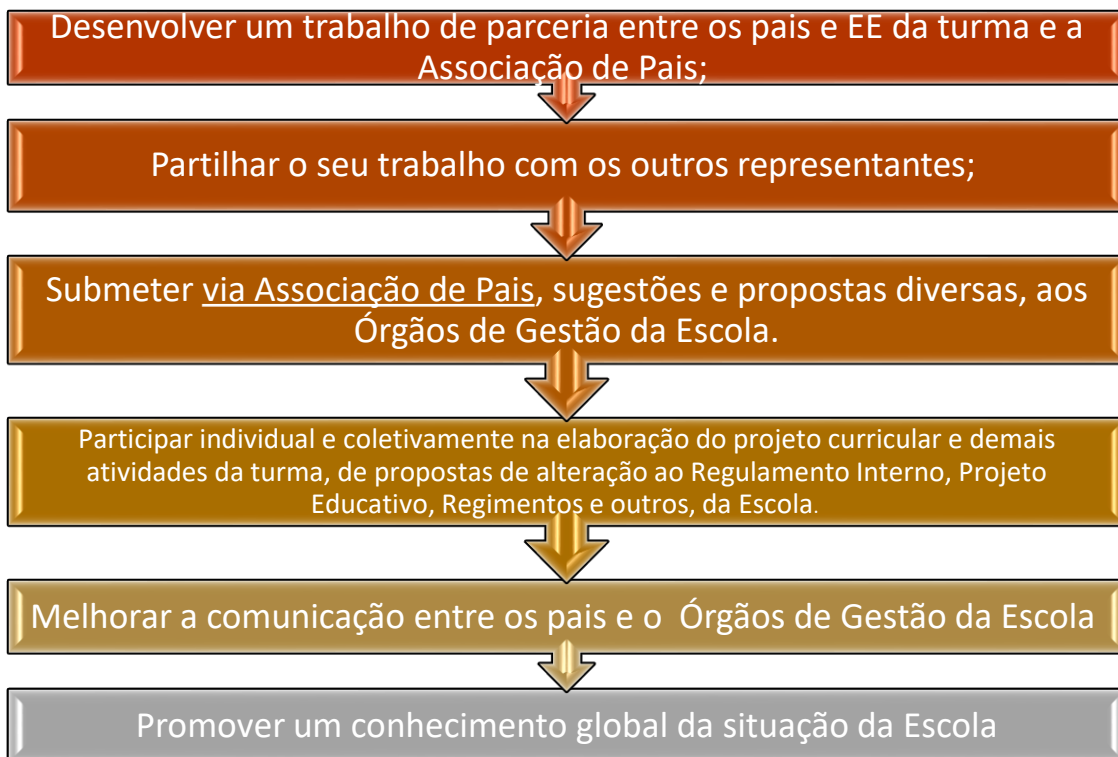 Desenvolver um trabalho de parceria entre os pais e EE da turma e a
Associação de Pais;
Partilhar o seu trabalho com os outros representantes;
Submeter via Associação de Pais, sugestões e propostas diversas, aos
Órgãos de Gestão da Escola.
Participar individual e coletivamente na elaboração do projeto curricular e demais
atividades da turma, de propostas de alteração ao Regulamento Interno, Projeto
Educativo, Regimentos e outros, da Escola.
Melhorar a comunicação entre os pais e o  Órgãos de Gestão da Escola
Promover um conhecimento global da situação da Escola